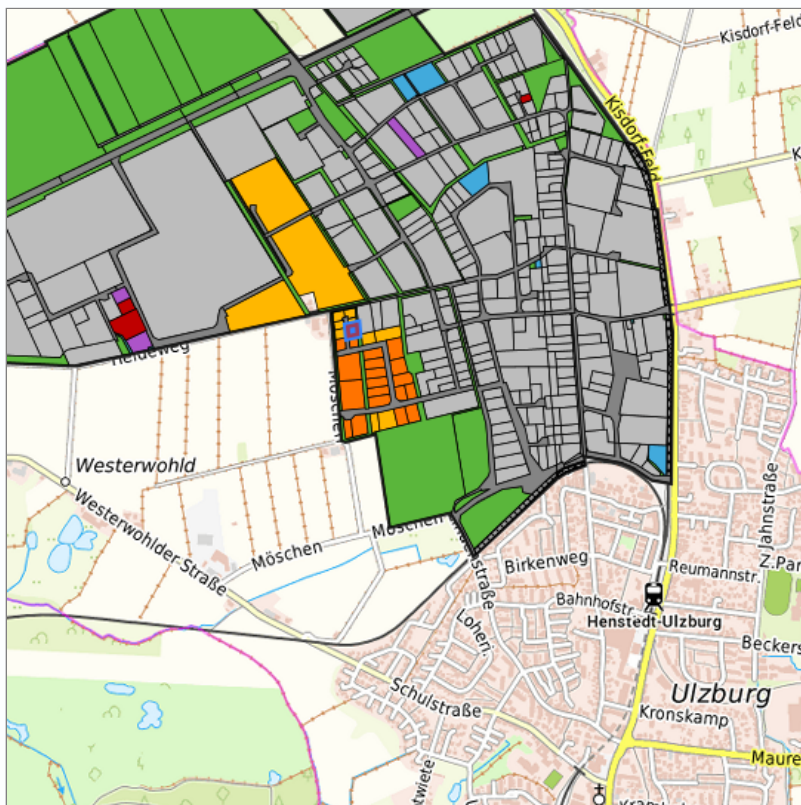 Kisdorf-Feld
Kisdorf-Feld
K
Heideweg
Möschen
Westerwohld
Westerwohlder-Straße
Möschen
Möschen
Birkenweg
Reumannstr.
Z.Par
Jahnstraße
Bahnhofstr.
Henstedt-Ulzburg
Beckers
Loherl.
Schulstraße
Ulzburg
Kronskamp
Maure